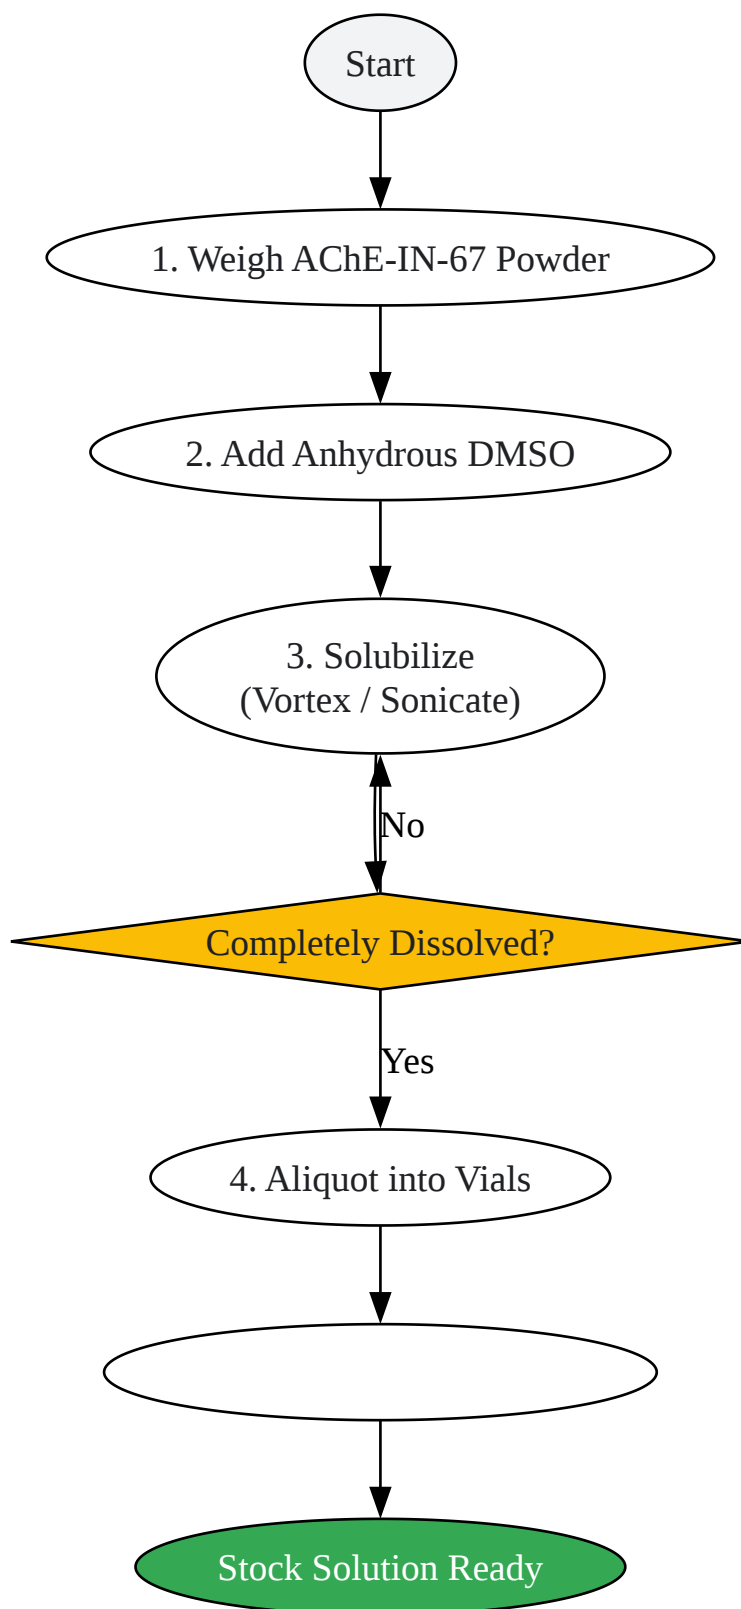 Start
1. Weigh AChE-IN-67 Powder
2. Add Anhydrous DMSO
3. Solubilize
(Vortex / Sonicate)
No
Completely Dissolved?
Yes
4. Aliquot into Vials
Stock Solution Ready